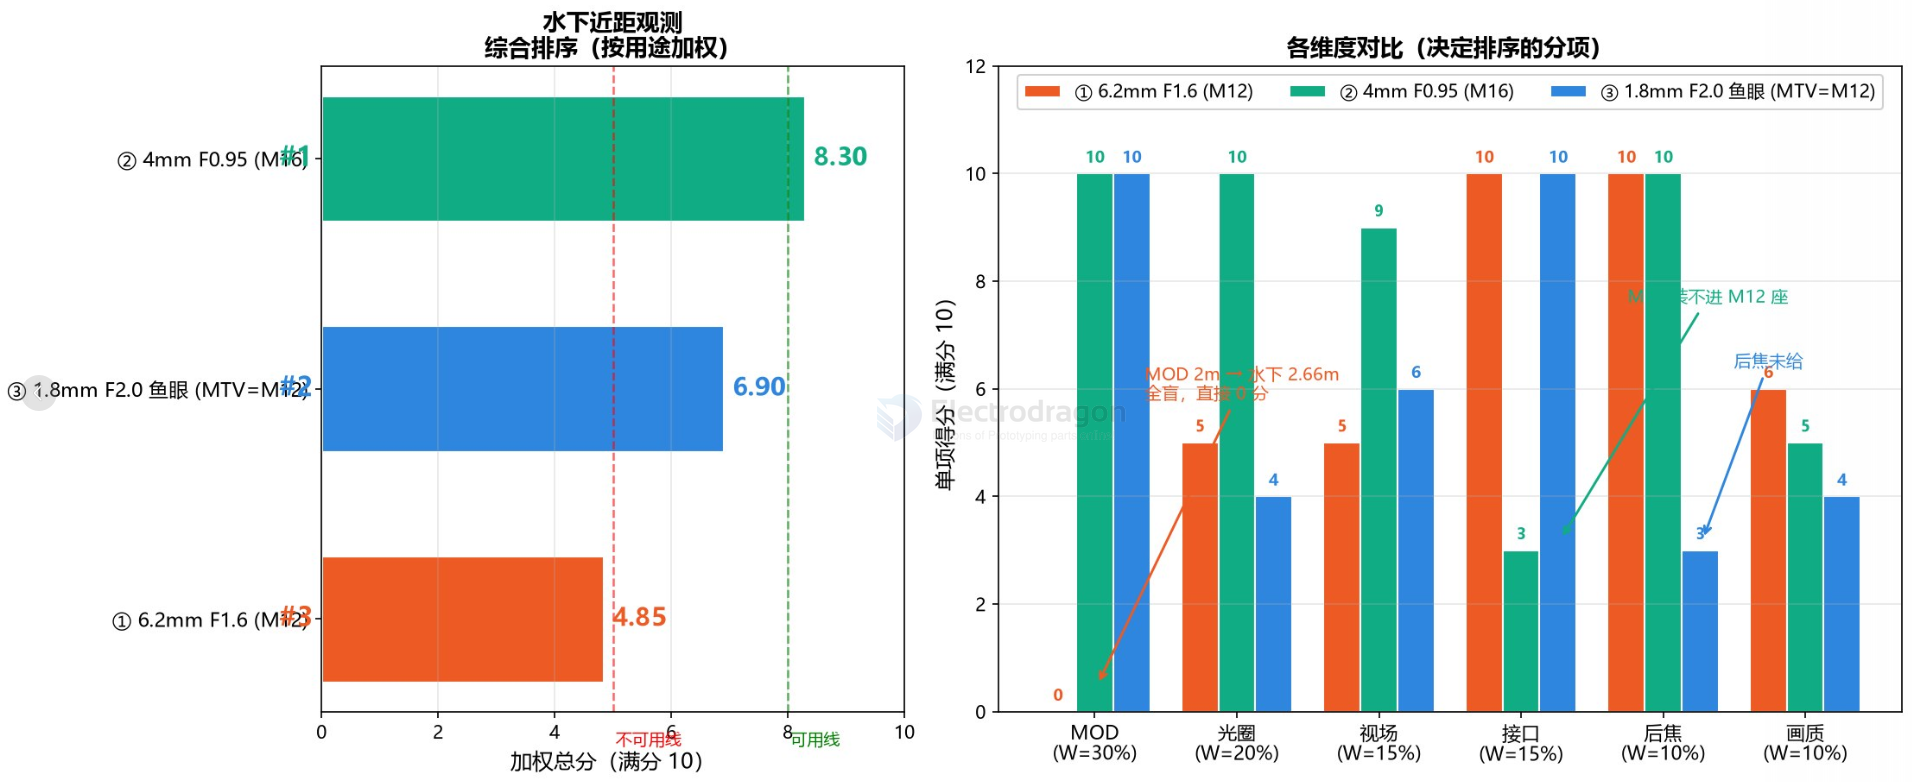 水下近距观测
综合排序（按用途加权）
② 4mm F0.95 (M16)
#1
8.30
③ 1.8mm F2.0 鱼眼 (MTV=M12)
#2
6.90
① 6.2mm F1.6 (M12)
#3
4.85
0 2 4 6 8 10
不可用线 可用线
加权总分（满分 10）
各维度对比（决定排序的分项）
① 6.2mm F1.6 (M12) ② 4mm F0.95 (M16) ③ 1.8mm F2.0 鱼眼 (MTV=M12)
单项得分（满分 10）
12
10
8
6
4
2
0
0 10 10
5 10 4
5 9 6
10 3 10
10 10 3
6 5 4
MOD 2m → 水下 2.66m
全盲，直接 0 分
装不进 M12 座
后焦未给
MOD 光圈 视场 接口 后焦 画质
(W=30%) (W=20%) (W=15%) (W=15%) (W=10%) (W=10%)
Electrodragon
of Prototyping parts